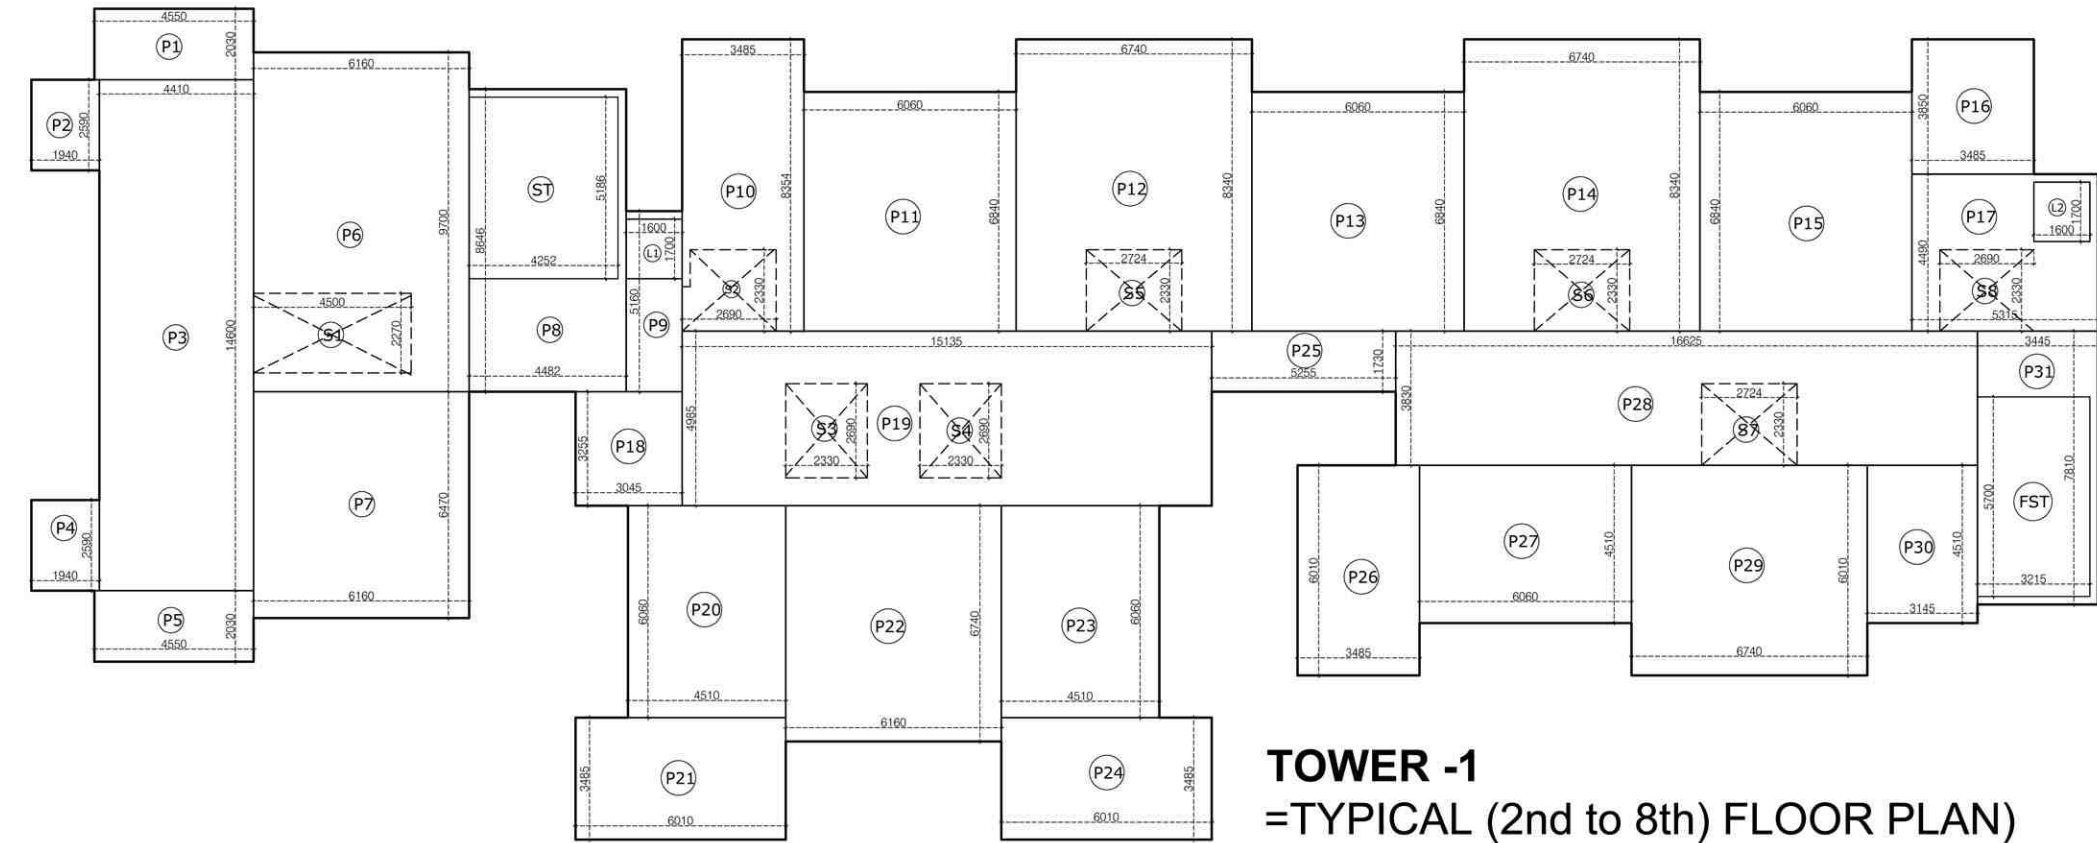 4550
2030
P1
6160
4410
P2
2590
1940
P6
9700
8646
ST
5186
4252
3485
P10
8354
6060
P11
6840
6740
P12
8340
6060
P13
6840
6740
P14
8340
6060
P15
6840
3850
P16
3485
P17
4490
L2
1700
1600
1600
L1
1700
S2
2330
2690
2724
S5
2330
2724
S6
2330
2690
S8
2330
5315
P3
14600
4500
S1
2270
P8
4482
5160
P9
15135
P25
5255
1730
16625
3445
P31
P4
2590
1940
P7
6470
6160
P5
4550
2030
3255
P18
3045
4985
S3
2690
2330
P19
S4
2690
2330
3830
P28
2724
S7
2330
5700
7810
FST
3215
6060
P20
4510
P22
6740
6160
P23
6060
4510
3485
P21
6010
P24
3485
6010
6010
P26
3485
P27
4510
6060
P29
6010
6740
P30
4510
3145
TOWER -1
=TYPICAL (2nd to 8th) FLOOR PLAN)